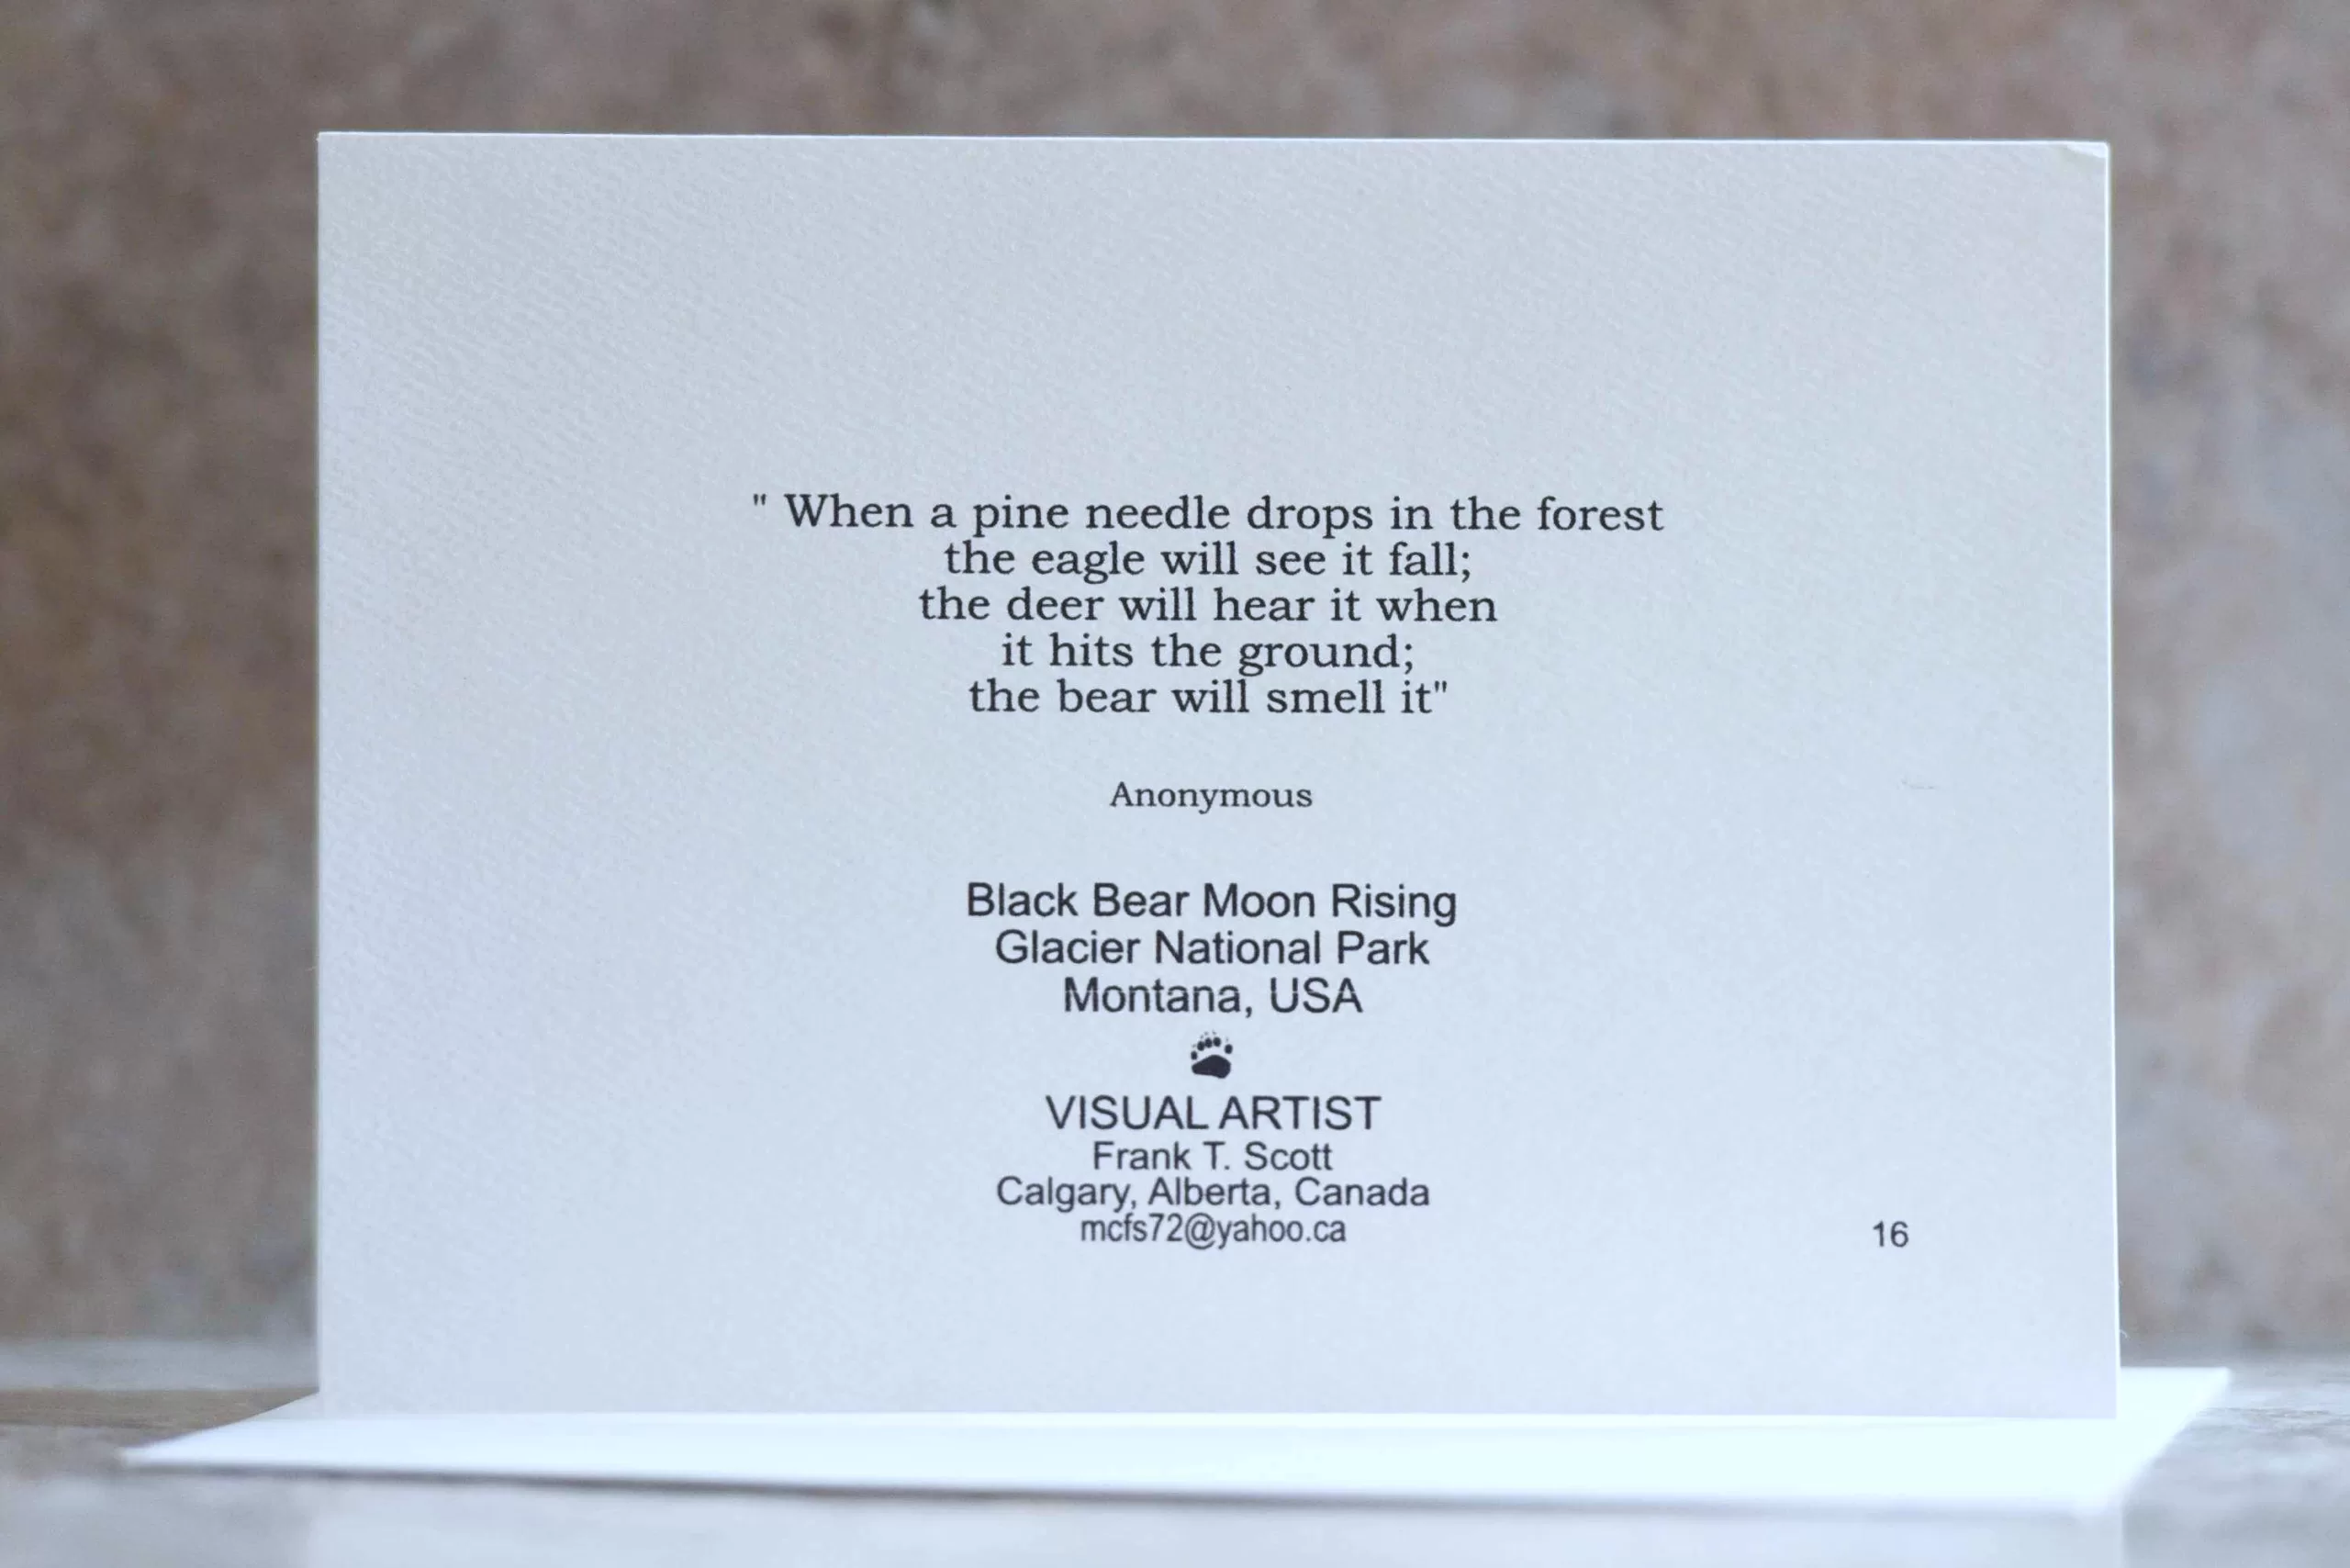 " When a pine needle drops in the forest
the eagle will see it fall;
the deer will hear it when
it hits the ground;
the bear will smell it"
Anonymous
Black Bear Moon Rising
Glacier National Park
Montana, USA
VISUAL ARTIST
Frank T. Scott
Calgary, Alberta, Canada
mcfs72@yahoo.ca
16